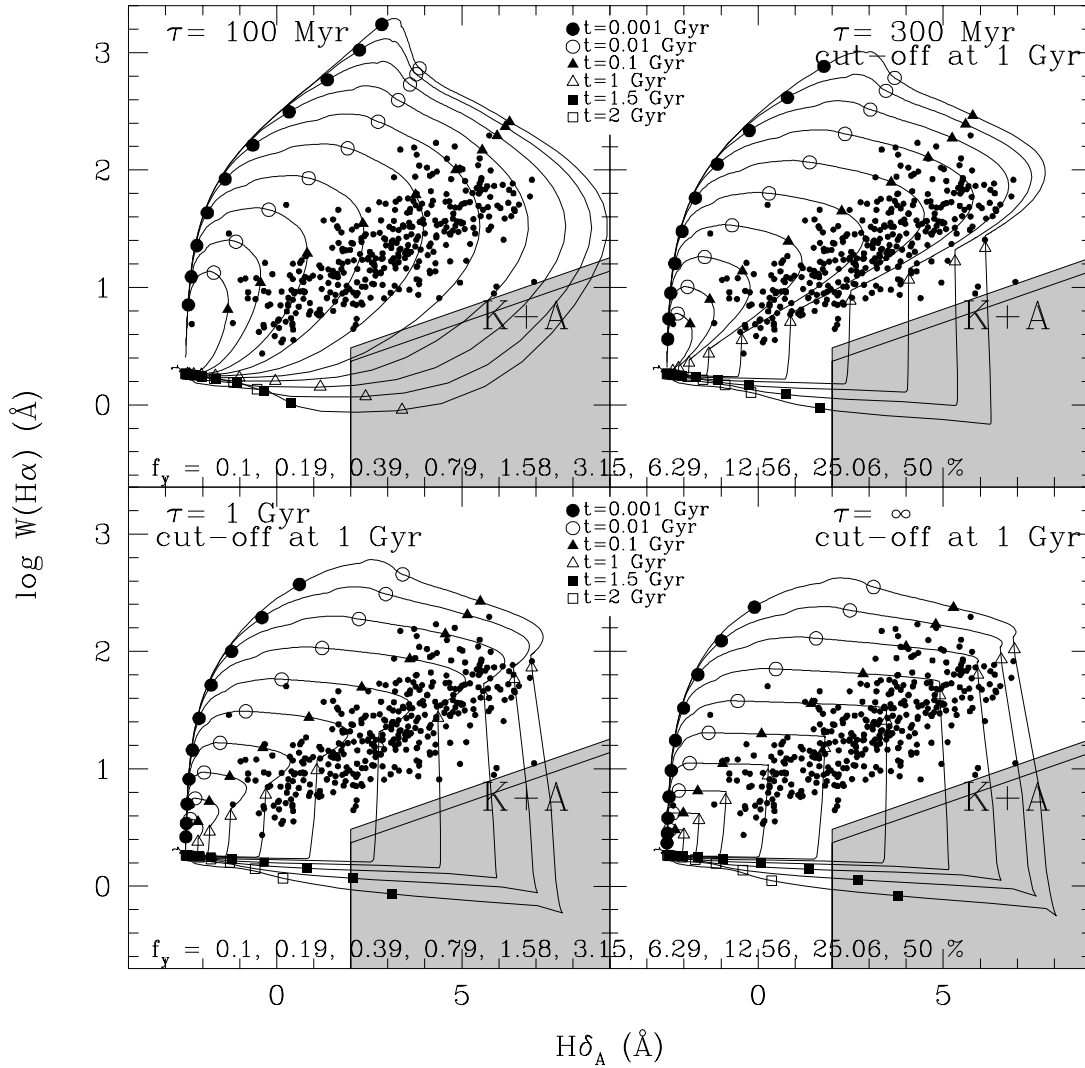 τ= 100 Myr
t=0.001 Gyr
t=0.01 Gyr
t=0.1 Gyr
t=1 Gyr
t=1.5 Gyr
t=2 Gyr
τ= 300 Myr
cut-off at 1 Gyr
K+A
K+A
f_y = 0.1, 0.19, 0.39, 0.79, 1.58, 3.15, 6.29, 12.56, 25.06, 50 %
3
2
1
0
τ= 1 Gyr
cut-off at 1 Gyr
t=0.001 Gyr
t=0.01 Gyr
t=0.1 Gyr
t=1 Gyr
t=1.5 Gyr
t=2 Gyr
τ= ∞
cut-off at 1 Gyr
K+A
K+A
f_y = 0.1, 0.19, 0.39, 0.79, 1.58, 3.15, 6.29, 12.56, 25.06, 50 %
3
2
1
0
0 5 0 5
log W(Hα) (Å)
Hδ_A (Å)